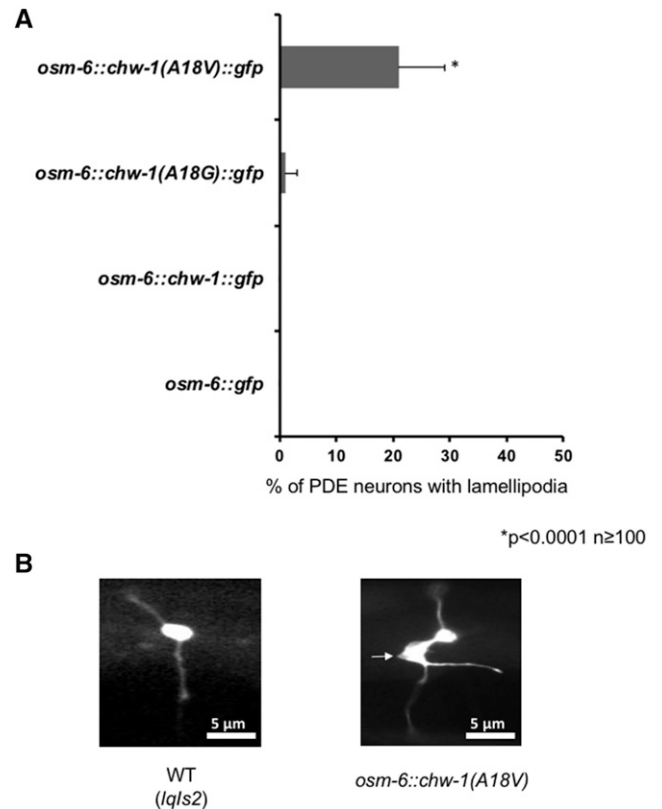 A
osm-6::chw-1(A18V)::gfp
*
osm-6::chw-1(A18G)::gfp
osm-6::chw-1::gfp
osm-6::gfp
0 10 20 30 40 50
% of PDE neurons with lamellipodia
*p<0.0001 n≥100
B
5 µm 5 µm
WT osm-6::chw-1(A18V)
(lqIs2)